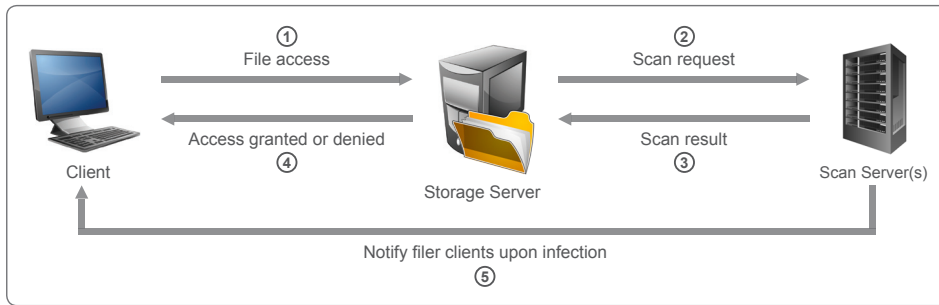 ①
File access
②
Scan request
Access granted or denied
④
Scan result
③
Client
Storage Server
Scan Server(s)
Notify filer clients upon infection
⑤